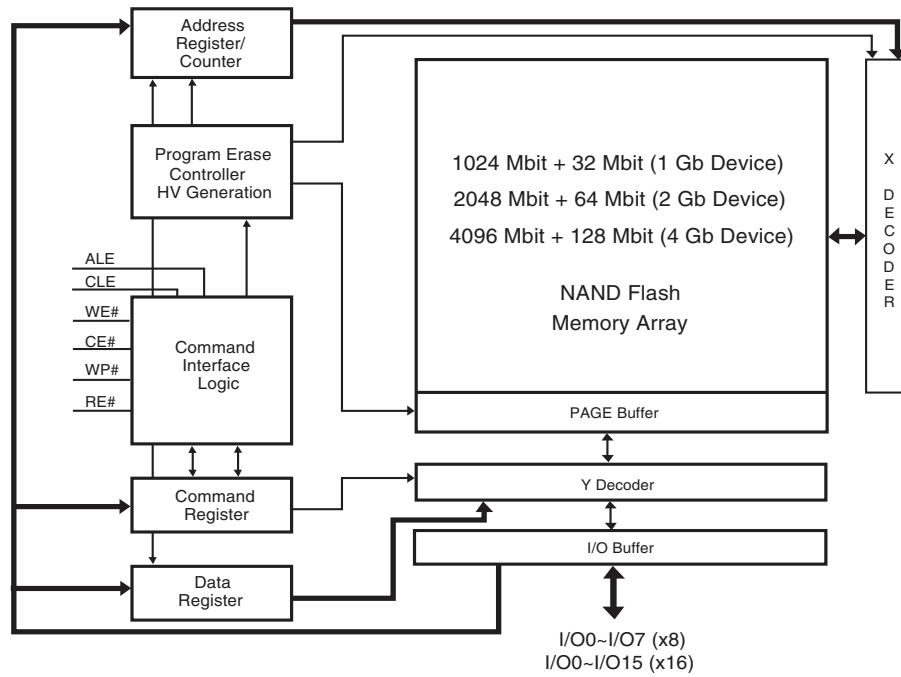 Address
Register/
Counter
Program Erase
Controller
HV Generation
ALE
CLE
WE#
CE#
WP#
RE#
Command
Interface
Logic
Command
Register
Data
Register
1024 Mbit + 32 Mbit (1 Gb Device)
2048 Mbit + 64 Mbit (2 Gb Device)
4096 Mbit + 128 Mbit (4 Gb Device)
NAND Flash
Memory Array
PAGE Buffer
Y Decoder
I/O Buffer
I/O0~I/O7 (x8)
I/O0~I/O15 (x16)
X
D
E
C
O
D
E
R